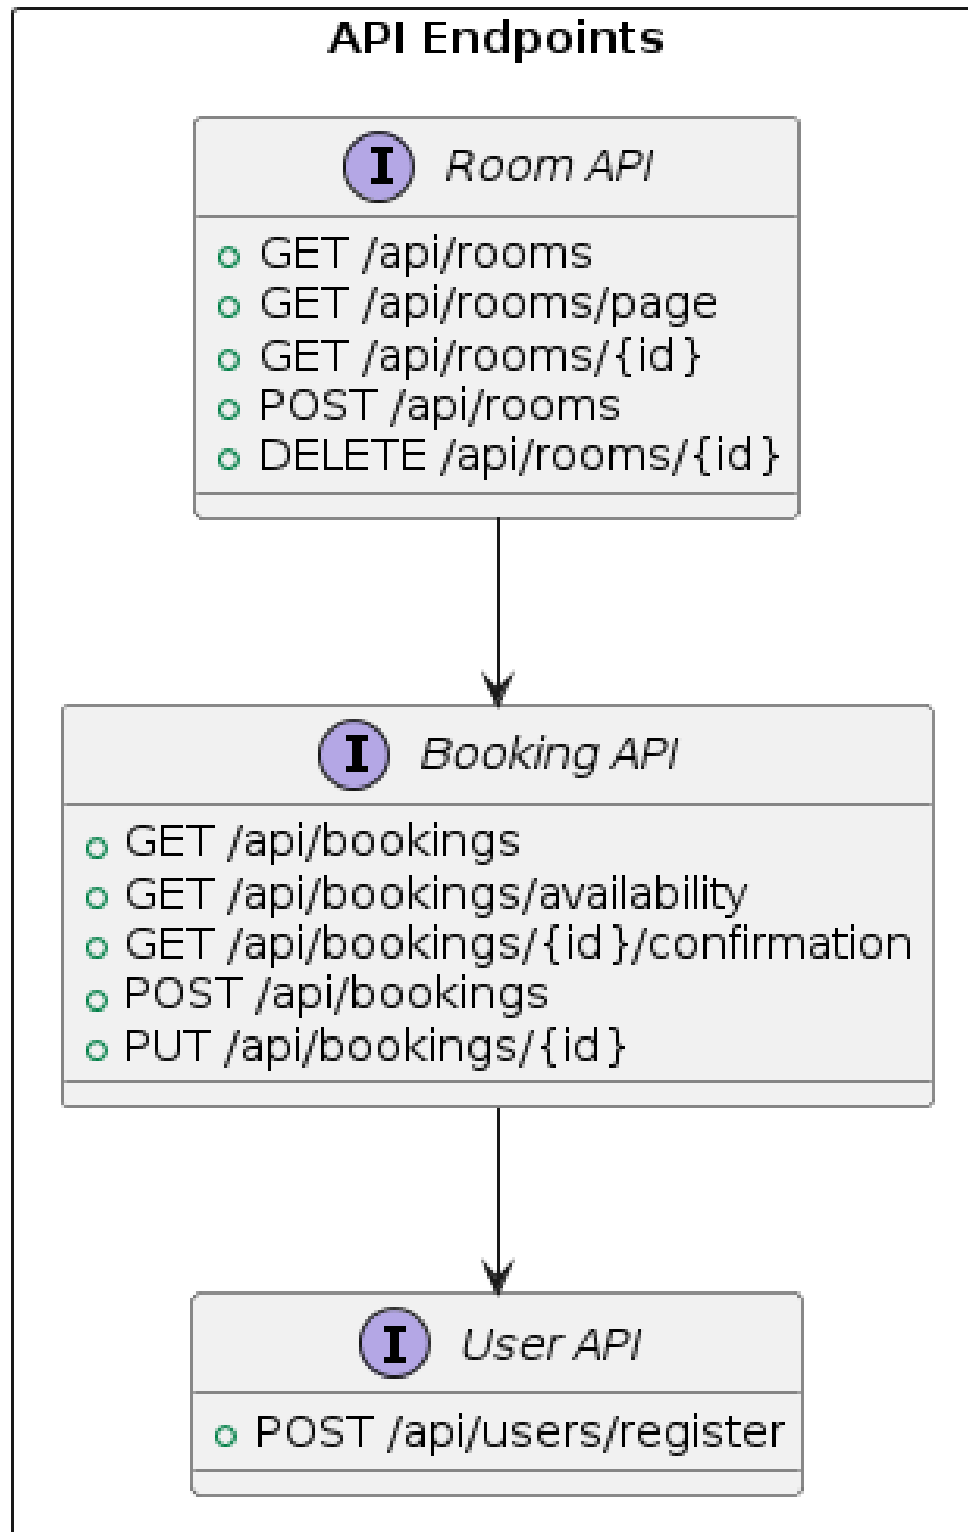 API Endpoints
I Room API
GET /api/rooms
GET /api/rooms/page
GET /api/rooms/{id}
POST /api/rooms
DELETE /api/rooms/{id}
I Booking API
GET /api/bookings
GET /api/bookings/availability
GET /api/bookings/{id}/confirmation
POST /api/bookings
PUT /api/bookings/{id}
I User API
POST /api/users/register